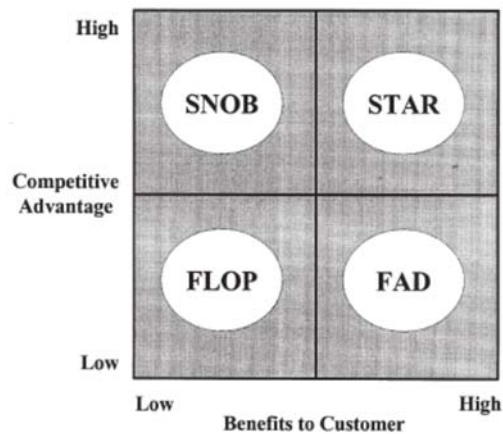 High
SNOB STAR
Competitive
Advantage
FLOP FAD
Low
Low High
Benefits to Customer